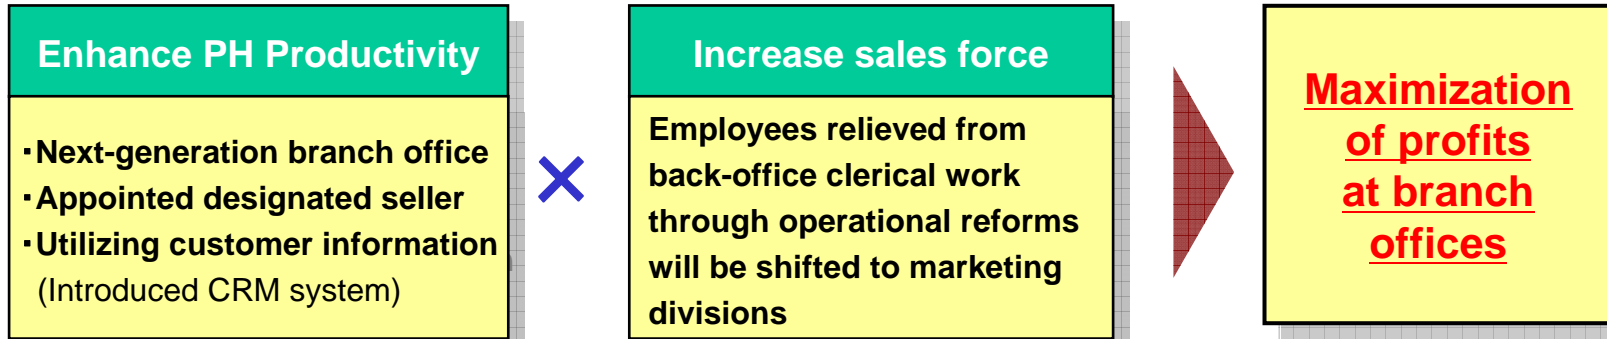 Enhance PH Productivity
・Next-generation branch office
・Appointed designated seller
・Utilizing customer information
(Introduced CRM system)
×
Increase sales force
Employees relieved from
back-office clerical work
through operational reforms
will be shifted to marketing
divisions
Maximization
of profits
at branch
offices